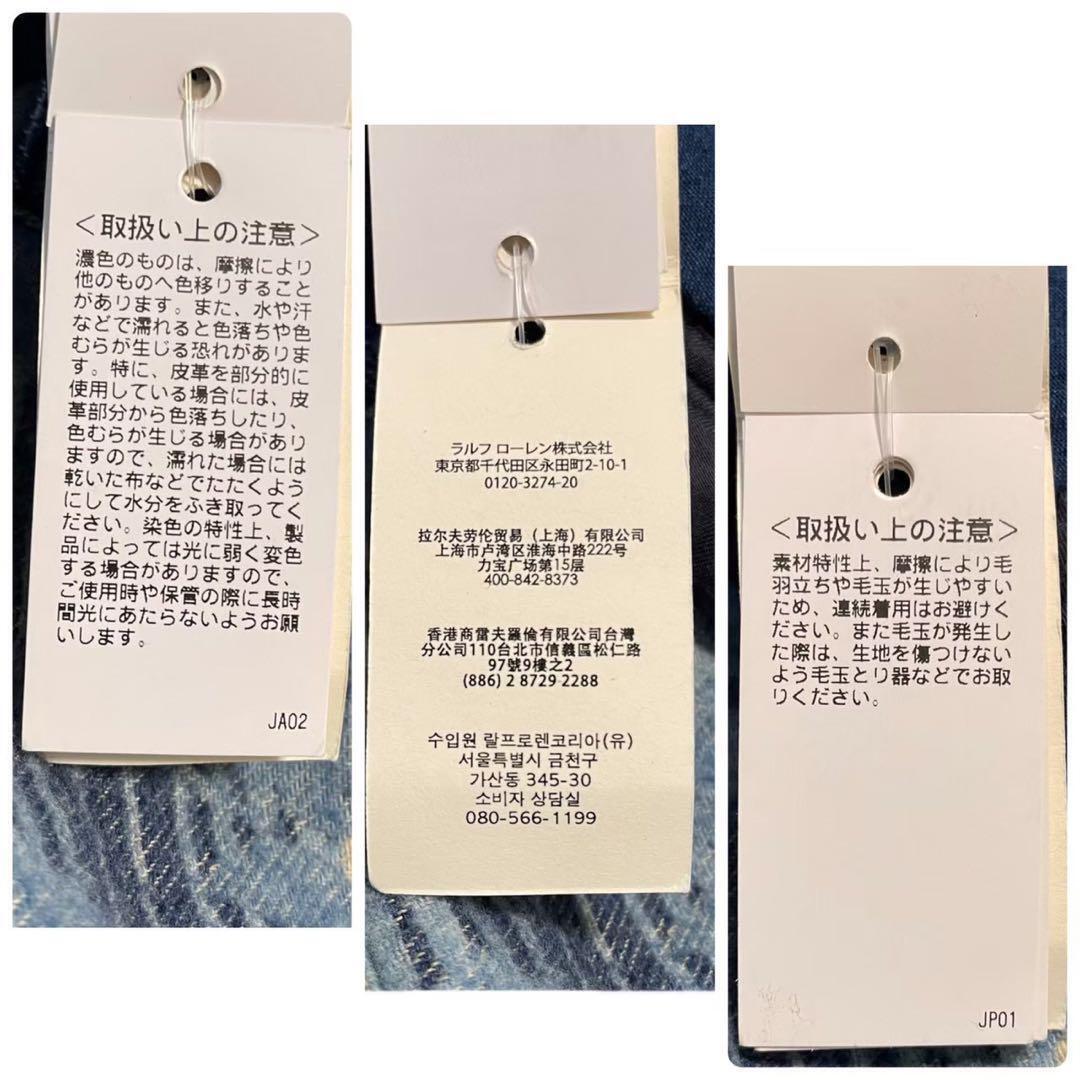 <取扱い上の注意>
濃色のものは、摩擦により
他のものへ色移りすること
があります。また、水や汗
などで濡れると色落ちや色
むらが生じる恐れがありま
す。特に、皮革を部分的に
使用している場合には、皮
革部分から色落ちしたり、
色むらが生じる場合があり
ますので、濡れた場合には
乾いた布などでたたくよう
にして水分をふき取ってく
ださい。染色の特性上、製
品によっては光に弱く変色
する場合がありますので、
ご使用時や保管の際に長時
間光にあたらないようお願
いします。
JA02
ラルフ ローレン株式会社
東京都千代田区永田町2-10-1
0120-3274-20
拉尔夫劳伦贸易（上海）有限公司
上海市卢湾区淮海中路222号
力宝广场第15层
400-842-8373
香港商雷夫羅倫有限公司台灣
分公司110台北市信義區松仁路
97號9樓之2
(886) 2 8729 2288
수입원 랄프로렌코리아(유)
서울특별시 금천구
가산동 345-30
소비자 상담실
080-566-1199
<取扱い上の注意>
素材特性上、摩擦により毛
羽立ちや毛玉が生じやすい
ため、連続着用はお避けく
ださい。また毛玉が発生し
た際は、生地を傷つけない
よう毛玉とり器などでお取
りください。
JP01